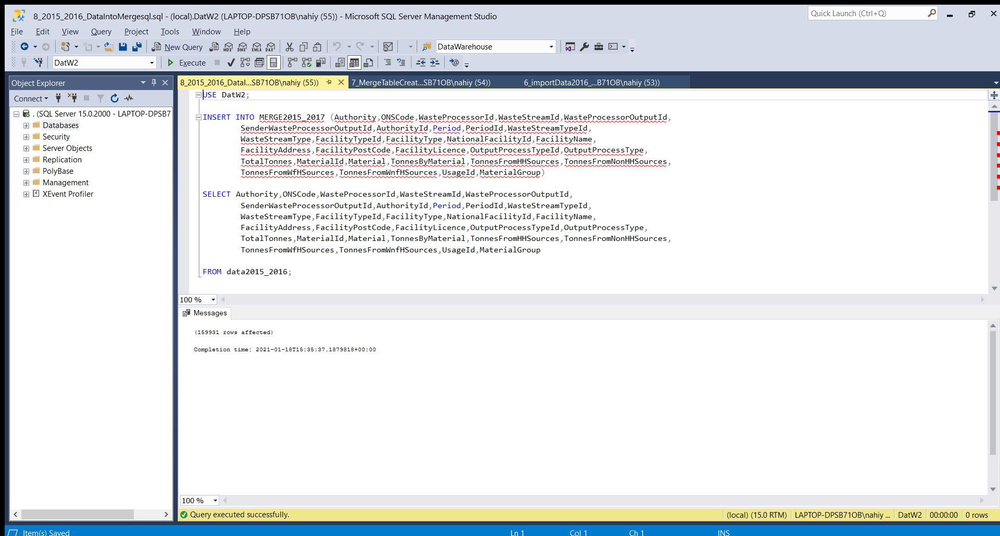 8_2015_2016_DataIntoMergesql.sql - (local).DatW2 (LAPTOP-DPSB71OB\nahiy (55)) - Microsoft SQL Server Management Studio
Quick Launch (Ctrl+Q)
File Edit View Query Project Tools Window Help
New Query MDX DMX XMLA DAX DataWarehouse
DatW2 Execute
Object Explorer
8_2015_2016_DataI...SB71OB\nahiy (55)) 7_MergeTableCreat...SB71OB\nahiy (54)) 6_importData2016_...B71OB\nahiy (53))
Connect
. (SQL Server 15.0.2000 - LAPTOP-DPSB7
Databases
Security
Server Objects
Replication
PolyBase
Management
XEvent Profiler
USE DatW2;
INSERT INTO MERGE2015_2017 (Authority,ONSCode,WasteProcessorId,WasteStreamId,WasteProcessorOutputId,
SenderWasteProcessorOutputId,AuthorityId,Period,PeriodId,WasteStreamTypeId,
WasteStreamType,FacilityTypeId,FacilityType,NationalFacilityId,FacilityName,
FacilityAddress,FacilityPostCode,FacilityLicence,OutputProcessTypeId,OutputProcessType,
TotalTonnes,MaterialId,Material,TonnesByMaterial,TonnesFromHHSources,TonnesFromNonHHSources,
TonnesFromWfHSources,TonnesFromWnfHSources,UsageId,MaterialGroup)
SELECT Authority,ONSCode,WasteProcessorId,WasteStreamId,WasteProcessorOutputId,
SenderWasteProcessorOutputId,AuthorityId,Period,PeriodId,WasteStreamTypeId,
WasteStreamType,FacilityTypeId,FacilityType,NationalFacilityId,FacilityName,
FacilityAddress,FacilityPostCode,FacilityLicence,OutputProcessTypeId,OutputProcessType,
TotalTonnes,MaterialId,Material,TonnesByMaterial,TonnesFromHHSources,TonnesFromNonHHSources,
TonnesFromWfHSources,TonnesFromWnfHSources,UsageId,MaterialGroup
FROM data2015_2016;
100 %
Messages
(159931 rows affected)
Completion time: 2021-01-18T15:35:37.1879818+00:00
100 %
Query executed successfully. (local) (15.0 RTM) LAPTOP-DPSB71OB\nahiy ... DatW2 00:00:00 0 rows
Item(s) Saved Ln 1 Col 1 Ch 1 INS